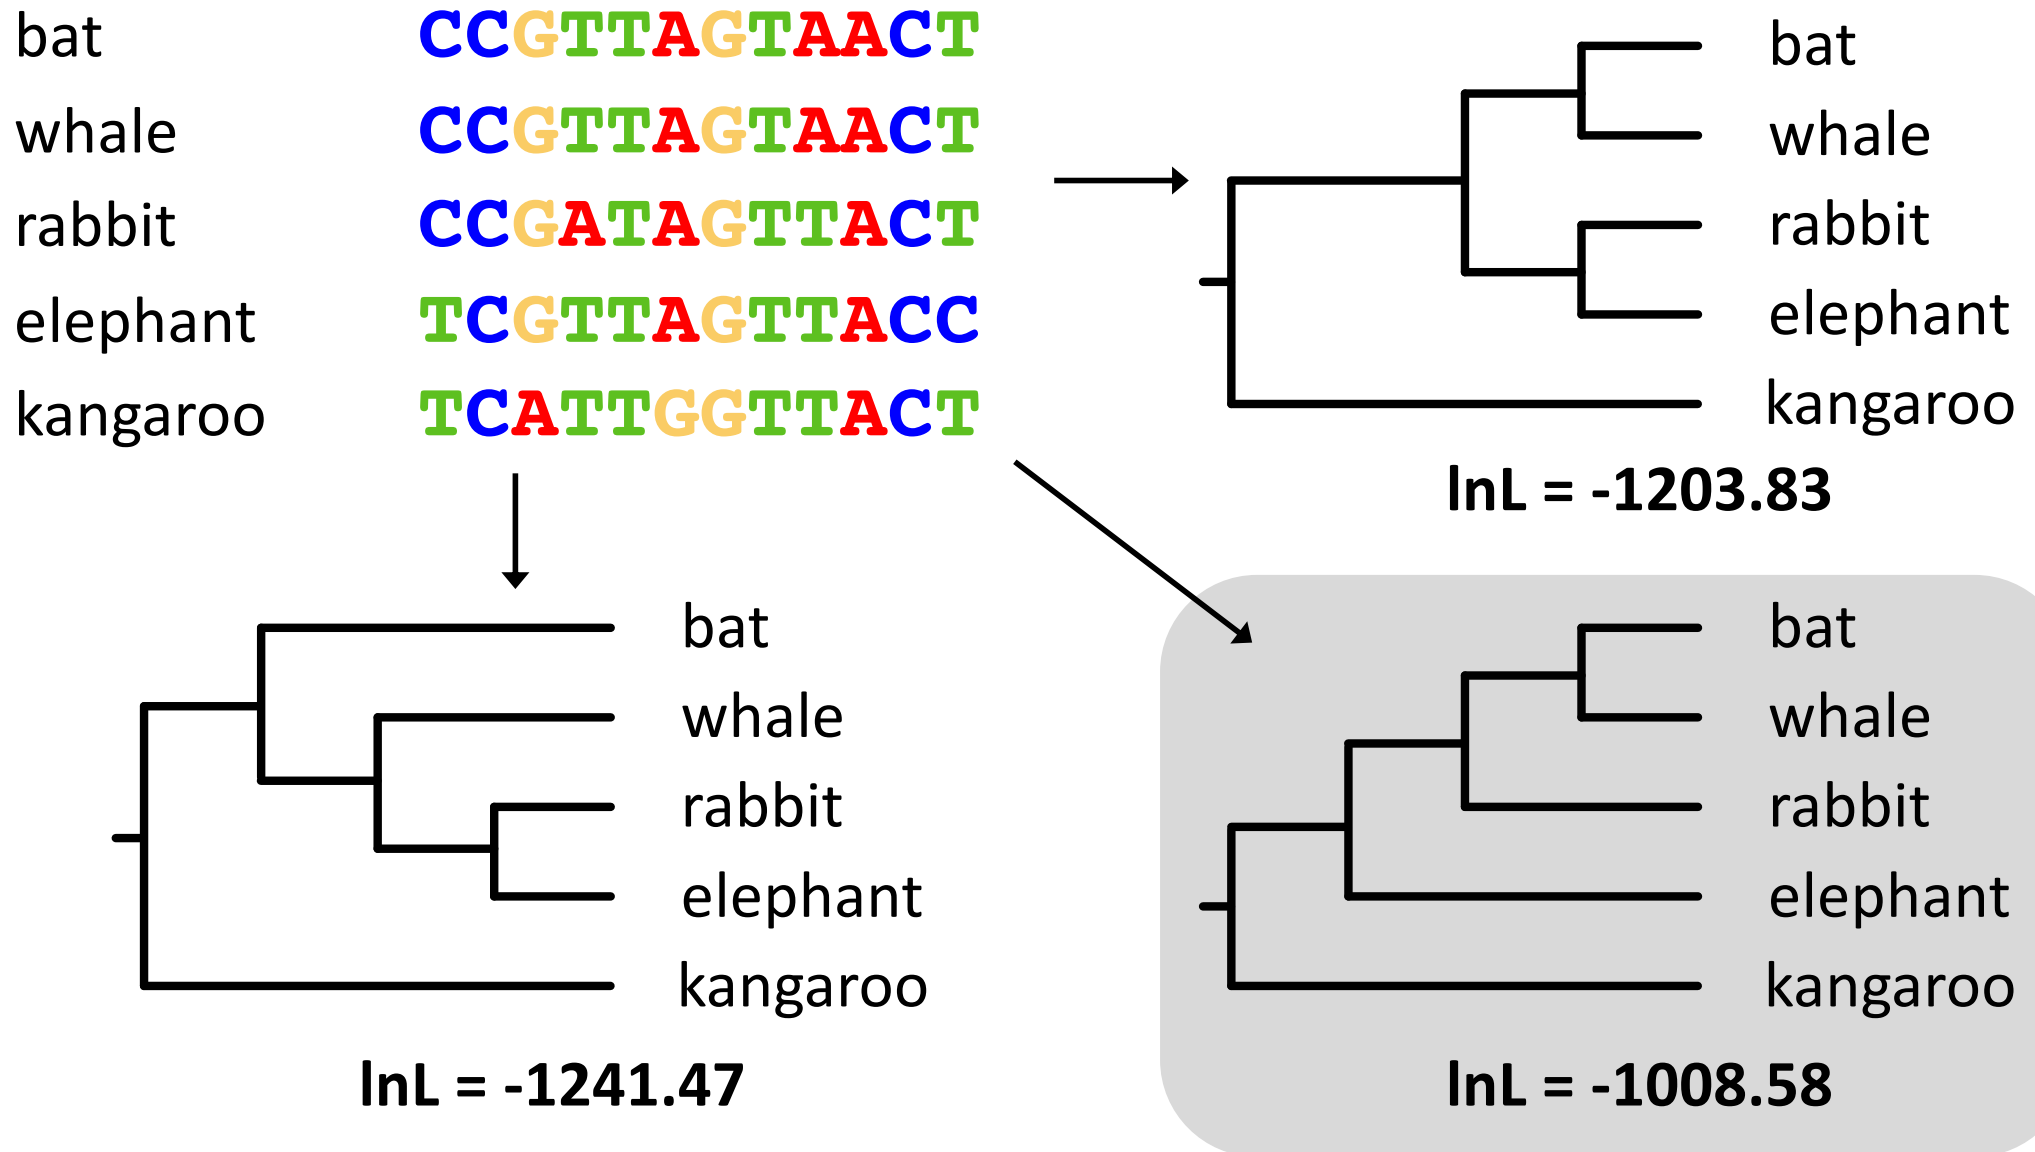 bat CCGTTAGTAACT
whale CCGTTAGTAACT
rabbit CCGATAGTTACT
elephant TCGTTAGTTACC
kangaroo TCATTGGTTACT
bat
whale
rabbit
elephant
kangaroo
lnL = -1203.83
bat
whale
rabbit
elephant
kangaroo
lnL = -1241.47
bat
whale
rabbit
elephant
kangaroo
lnL = -1008.58